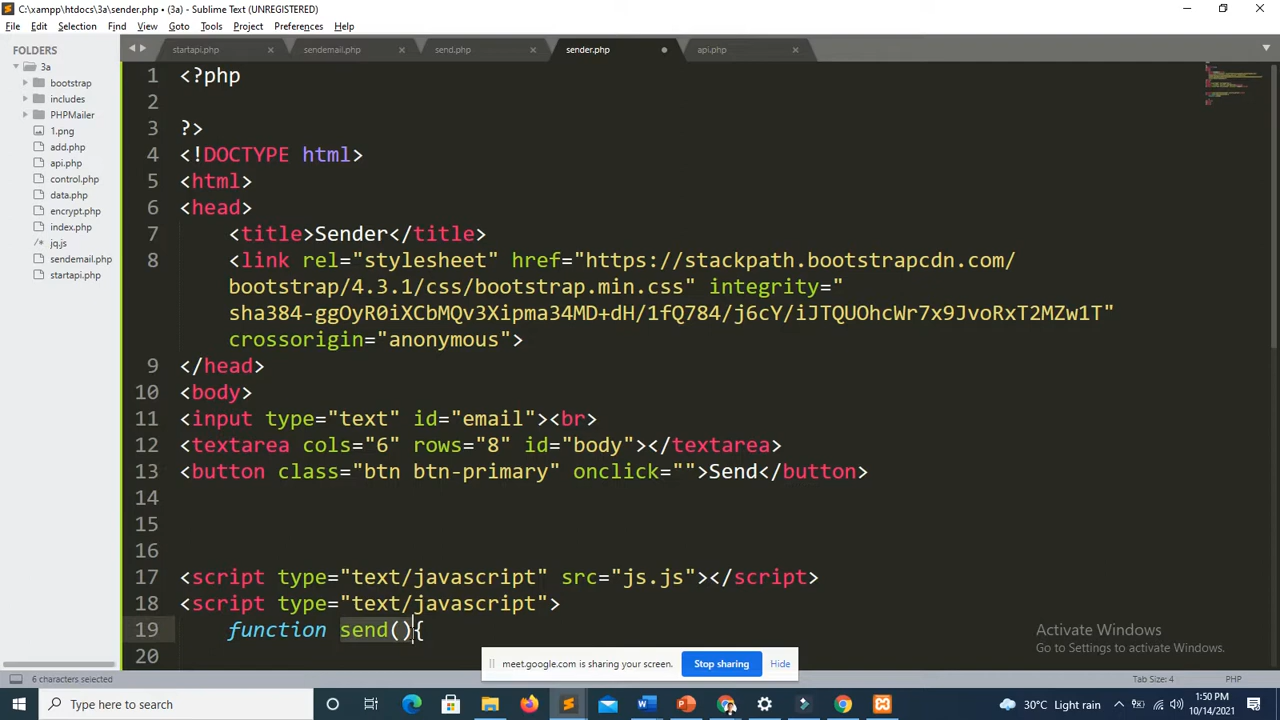 C:\xampp\htdocs\3a\sender.php • (3a) - Sublime Text (UNREGISTERED)
File Edit Selection Find View Goto Tools Project Preferences Help
FOLDERS
3a
bootstrap
includes
PHPMailer
1.png
add.php
api.php
control.php
data.php
encrypt.php
index.php
jq.js
sendemail.php
startapi.php
startapi.php sendemail.php send.php sender.php api.php
1 <?php
2
3 ?>
4 <!DOCTYPE html>
5 <html>
6 <head>
7 <title>Sender</title>
8 <link rel="stylesheet" href="https://stackpath.bootstrapcdn.com/
bootstrap/4.3.1/css/bootstrap.min.css" integrity="
sha384-ggOyR0iXCbMQv3Xipma34MD+dH/1fQ784/j6cY/iJTQUOhcWr7x9JvoRxT2MZw1T"
crossorigin="anonymous">
9 </head>
10 <body>
11 <input type="text" id="email"><br>
12 <textarea cols="6" rows="8" id="body"></textarea>
13 <button class="btn btn-primary" onclick="">Send</button>
14
15
16
17 <script type="text/javascript" src="js.js"></script>
18 <script type="text/javascript">
19 function send(){
20
Activate Windows
Go to Settings to activate Windows.
meet.google.com is sharing your screen. Stop sharing Hide
6 characters selected Tab Size: 4 PHP
Type here to search
30°C Light rain
1:50 PM
10/14/2021